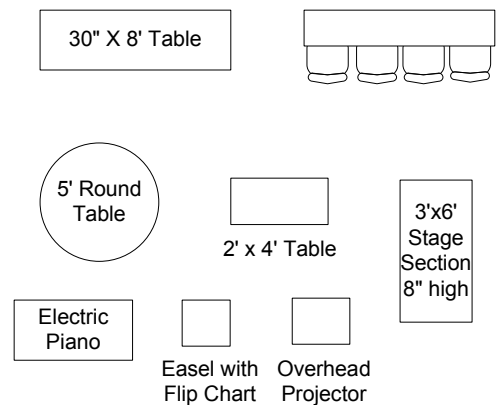 30" X 8' Table
5' Round
Table
2' x 4' Table
3'x6'
Stage
Section
8" high
Electric
Piano
Easel with
Flip Chart
Overhead
Projector